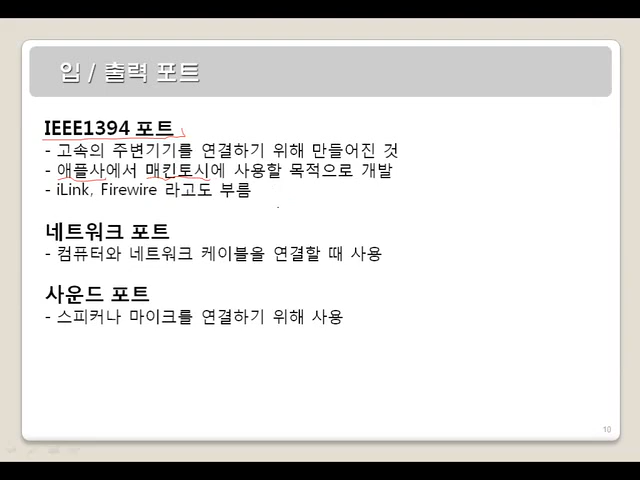 입 / 출력 포트
IEEE1394 포트
- 고속의 주변기기를 연결하기 위해 만들어진 것
- 애플사에서 매킨토시에 사용할 목적으로 개발
- iLink, Firewire 라고도 부름
네트워크 포트
- 컴퓨터와 네트워크 케이블을 연결할 때 사용
사운드 포트
- 스피커나 마이크를 연결하기 위해 사용
10